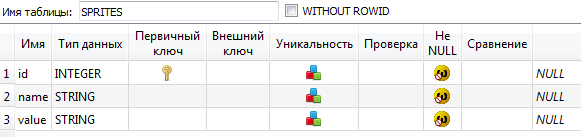 Имя таблицы: SPRITES WITHOUT ROWID
Имя Тип данных Первичный ключ Внешний ключ Уникальность Проверка Не NULL Сравнение
1 id INTEGER NULL
2 name STRING NULL
3 value STRING NULL